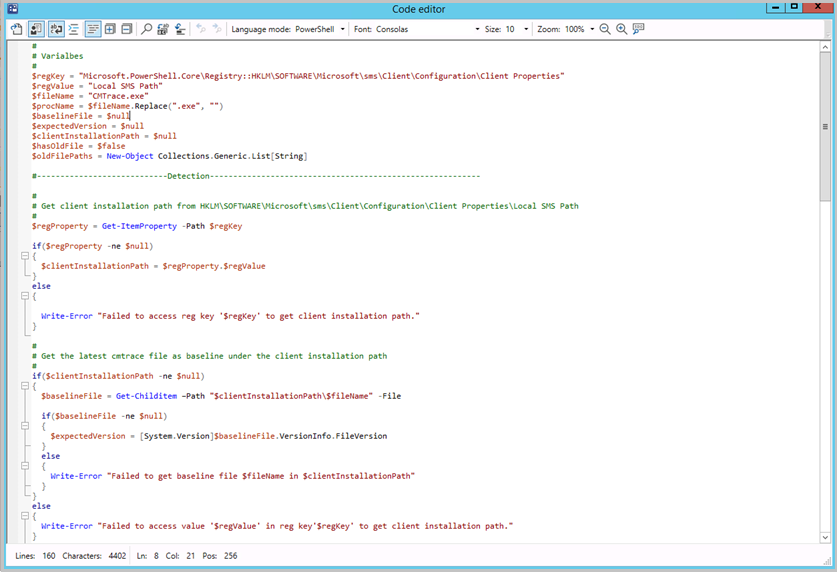 Code editor
Language mode: PowerShell Font: Consolas Size: 10 Zoom: 100%
#
# Varialbes
#
$regKey = "Microsoft.PowerShell.Core\Registry::HKLM\SOFTWARE\Microsoft\sms\Client\Configuration\Client Properties"
$regValue = "Local SMS Path"
$fileName = "CMTrace.exe"
$procName = $fileName.Replace(".exe", "")
$baselineFile = $null
$expectedVersion = $null
$clientInstallationPath = $null
$hasOldFile = $false
$oldFilePaths = New-Object Collections.Generic.List[String]
#----------------------------Detection----------------------------------------------------------
#
# Get client installation path from HKLM\SOFTWARE\Microsoft\sms\Client\Configuration\Client Properties\Local SMS Path
#
$regProperty = Get-ItemProperty -Path $regKey
if($regProperty -ne $null)
{
$clientInstallationPath = $regProperty.$regValue
}
else
{
Write-Error "Failed to access reg key '$regKey' to get client installation path."
}
#
# Get the latest cmtrace file as baseline under the client installation path
#
if($clientInstallationPath -ne $null)
{
$baselineFile = Get-Childitem –Path "$clientInstallationPath\$fileName" -File
if($baselineFile -ne $null)
{
$expectedVersion = [System.Version]$baselineFile.VersionInfo.FileVersion
}
else
{
Write-Error "Failed to get baseline file $fileName in $clientInstallationPath"
}
}
else
{
Write-Error "Failed to access value '$regValue' in reg key'$regKey' to get client installation path."
}
Lines: 160 Characters: 4402 Ln: 8 Col: 21 Pos: 256